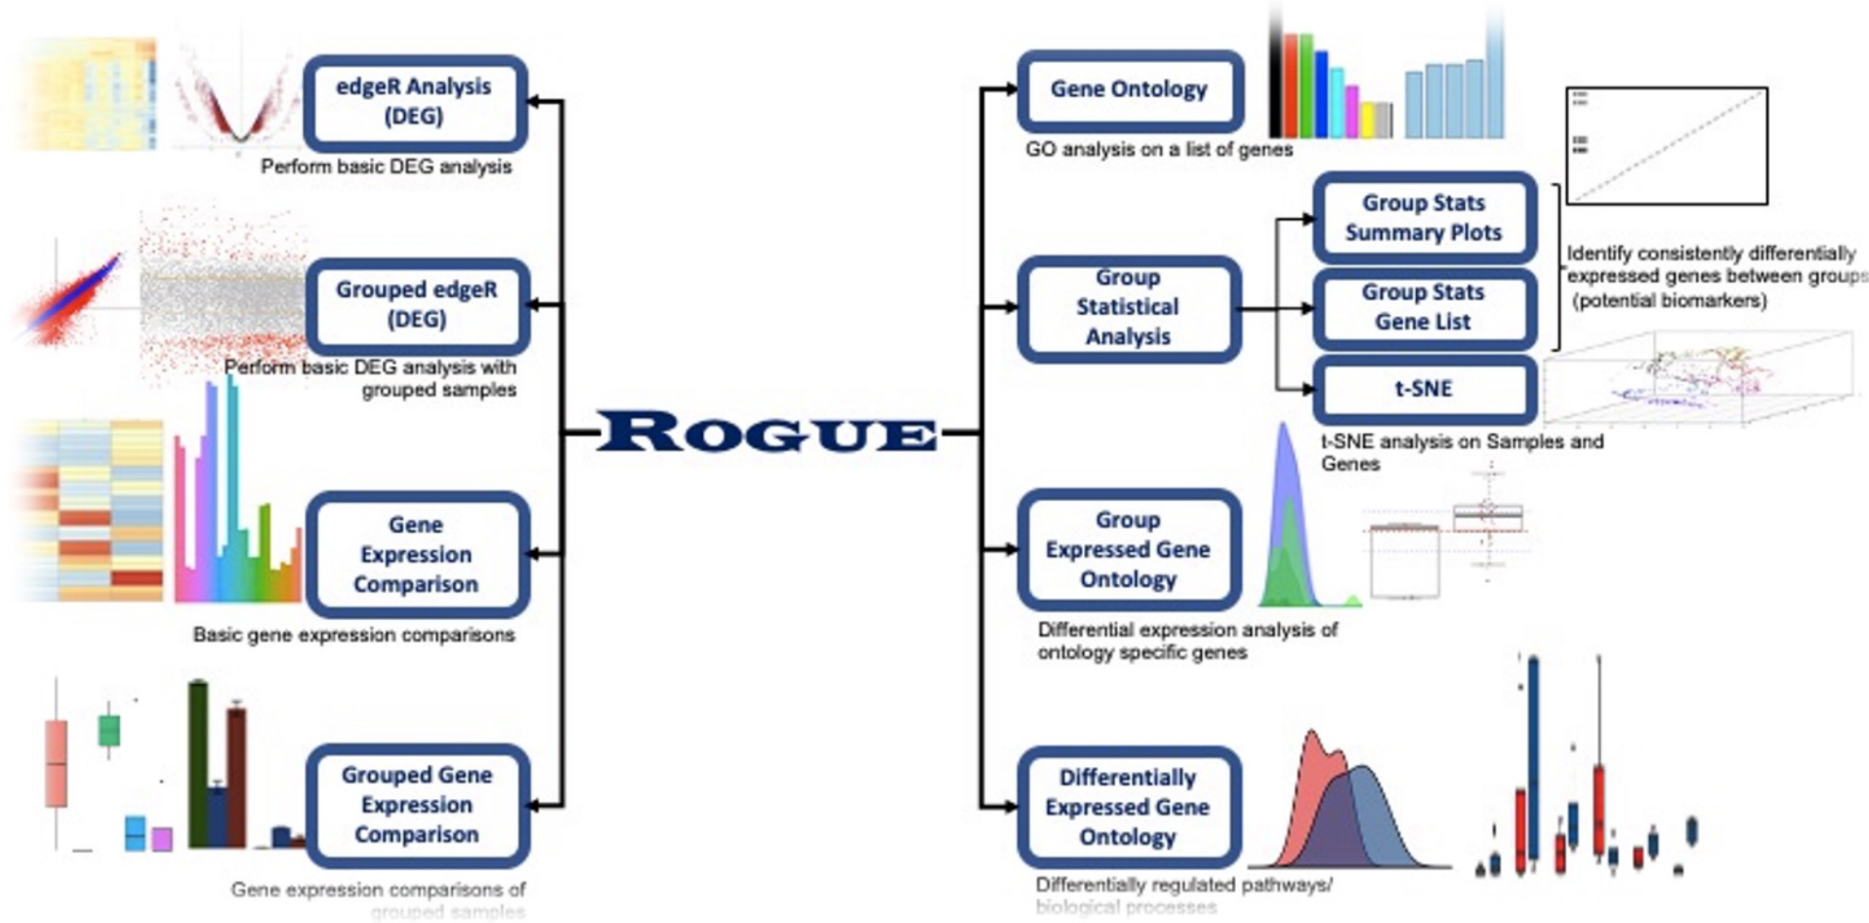 edgeR Analysis
(DEG)
Perform basic DEG analysis
Grouped edgeR
(DEG)
Perform basic DEG analysis with
grouped samples
Gene
Expression
Comparison
Basic gene expression comparisons
Grouped Gene
Expression
Comparison
Gene expression comparisons of
grouped samples
ROGUE
Gene Ontology
GO analysis on a list of genes
Group
Statistical
Analysis
Group Stats
Summary Plots
Group Stats
Gene List
t-SNE
Identify consistently differentially
expressed genes between groups
(potential biomarkers)
t-SNE analysis on Samples and
Genes
Group
Expressed Gene
Ontology
Differential expression analysis of
ontology specific genes
Differentially
Expressed Gene
Ontology
Differentially regulated pathways/
biological processes